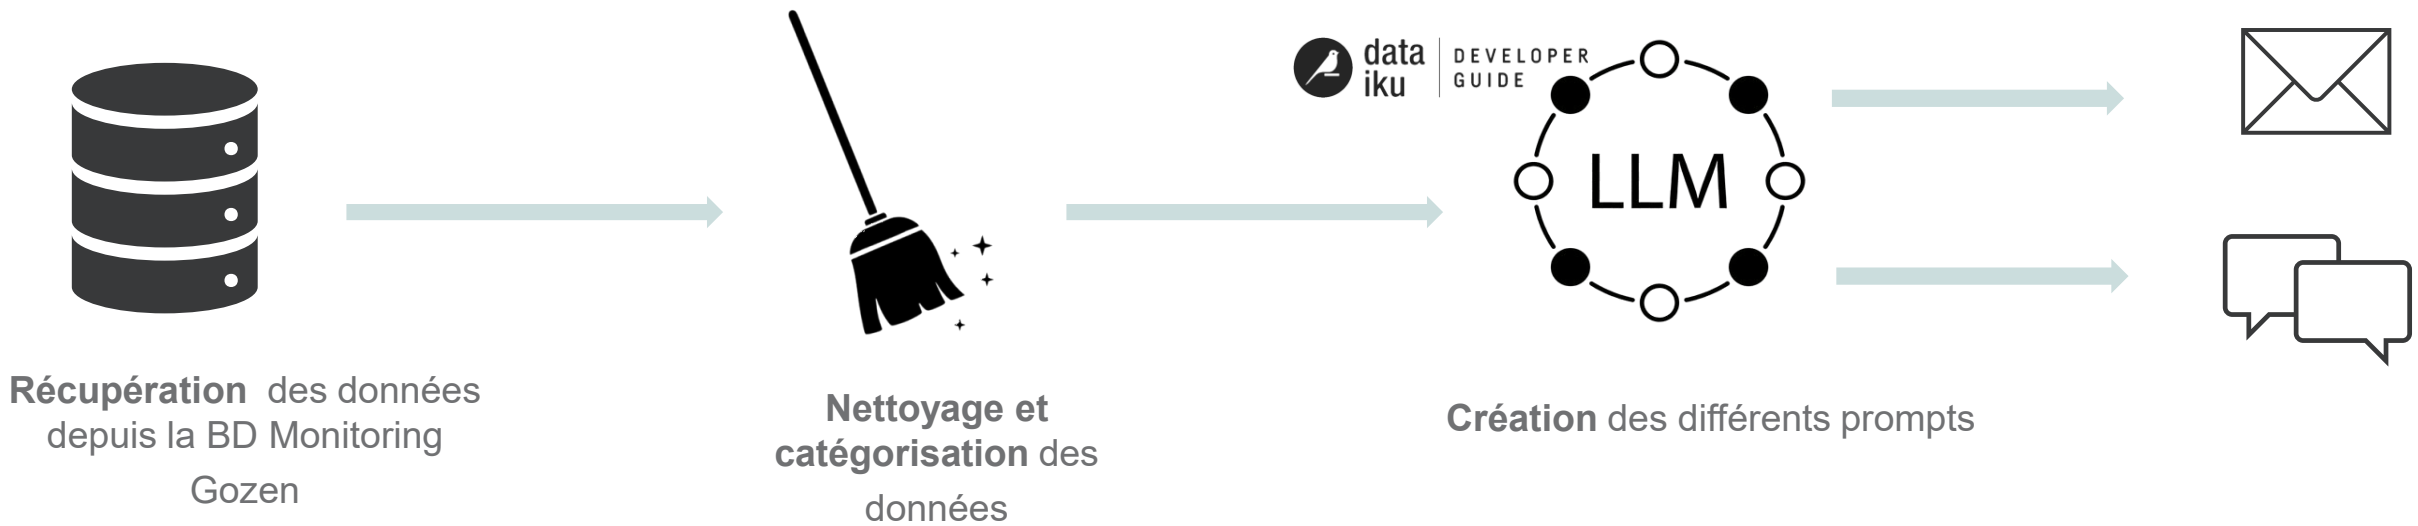 data
iku
DEVELOPER
GUIDE
LLM
Récupération des données
depuis la BD Monitoring
Gozen
Nettoyage et
catégorisation des
données
Création des différents prompts